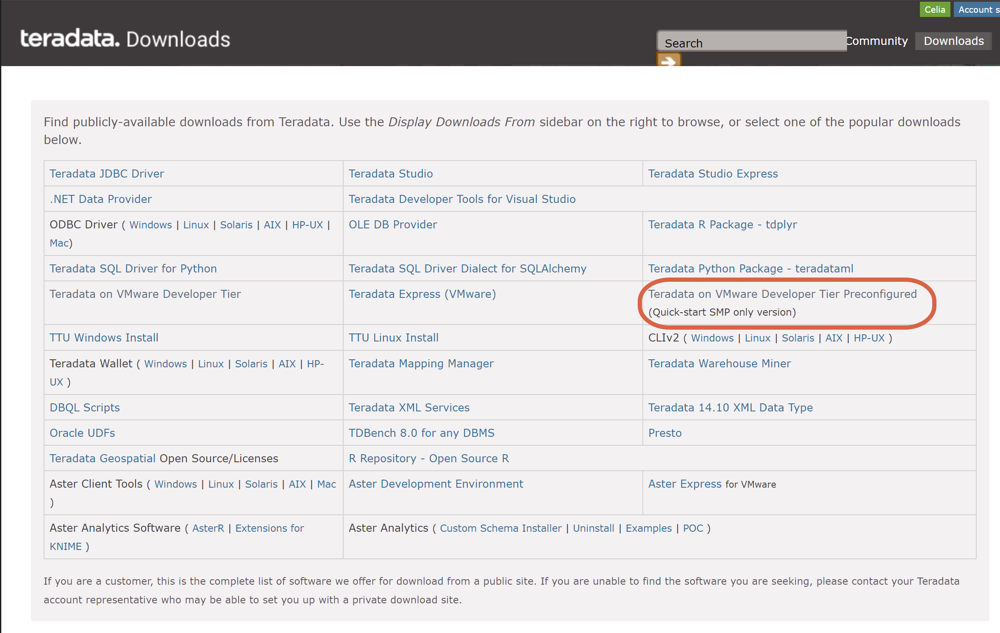 Celia Account s
teradata. Downloads
Search
Community Downloads
Find publicly-available downloads from Teradata. Use the Display Downloads From sidebar on the right to browse, or select one of the popular downloads
below.
Teradata JDBC Driver
Teradata Studio
Teradata Studio Express
.NET Data Provider
Teradata Developer Tools for Visual Studio
ODBC Driver ( Windows | Linux | Solaris | AIX | HP-UX |
Mac)
OLE DB Provider
Teradata R Package - tdplyr
Teradata SQL Driver for Python
Teradata SQL Driver Dialect for SQLAlchemy
Teradata Python Package - teradataml
Teradata on VMware Developer Tier
Teradata Express (VMware)
Teradata on VMware Developer Tier Preconfigured
(Quick-start SMP only version)
TTU Windows Install
TTU Linux Install
CLIv2 ( Windows | Linux | Solaris | AIX | HP-UX )
Teradata Wallet ( Windows | Linux | Solaris | AIX | HP-
UX )
Teradata Mapping Manager
Teradata Warehouse Miner
DBQL Scripts
Teradata XML Services
Teradata 14.10 XML Data Type
Oracle UDFs
TDBench 8.0 for any DBMS
Presto
Teradata Geospatial Open Source/Licenses
R Repository - Open Source R
Aster Client Tools ( Windows | Linux | Solaris | AIX | Mac
)
Aster Development Environment
Aster Express for VMware
Aster Analytics Software ( AsterR | Extensions for
KNIME )
Aster Analytics ( Custom Schema Installer | Uninstall | Examples | POC )
If you are a customer, this is the complete list of software we offer for download from a public site. If you are unable to find the software you are seeking, please contact your Teradata
account representative who may be able to set you up with a private download site.